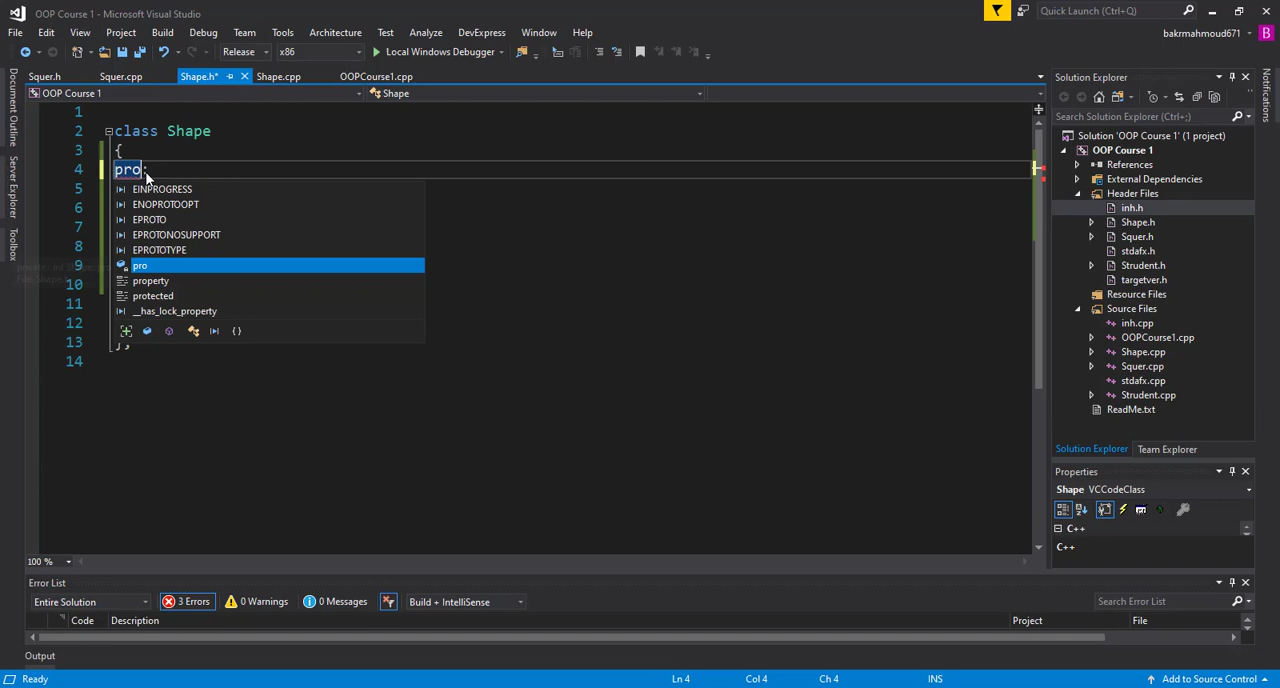 OOP Course 1 - Microsoft Visual Studio
Quick Launch (Ctrl+Q)
File Edit View Project Build Debug Team Tools Architecture Test Analyze DevExpress Window Help
bakrmahmoud671 B
Release x86 Local Windows Debugger
Document Outline
Server Explorer
Toolbox
Squer.h Squer.cpp Shape.h* Shape.cpp OOPCourse1.cpp
OOP Course 1 Shape
1
2 class Shape
3 {
4 pro;
5
6
7
8
9
10
11
12
13 };
14
EINPROGRESS
ENOPROTOOPT
EPROTO
EPROTONOSUPPORT
EPROTOTYPE
pro
property
protected
__has_lock_property
{}
100 %
Solution Explorer
Search Solution Explorer (Ctrl+;)
Solution 'OOP Course 1' (1 project)
OOP Course 1
References
External Dependencies
Header Files
inh.h
Shape.h
Squer.h
stdafx.h
Strudent.h
targetver.h
Resource Files
Source Files
inh.cpp
OOPCourse1.cpp
Shape.cpp
Squer.cpp
stdafx.cpp
Strudent.cpp
ReadMe.txt
Solution Explorer Team Explorer
Properties
Shape VCCodeClass
C++
C++
Notifications
Error List
Entire Solution 3 Errors 0 Warnings 0 Messages Build + IntelliSense Search Error List
Code Description Project File
Output
Ready Ln 4 Col 4 Ch 4 INS Add to Source Control